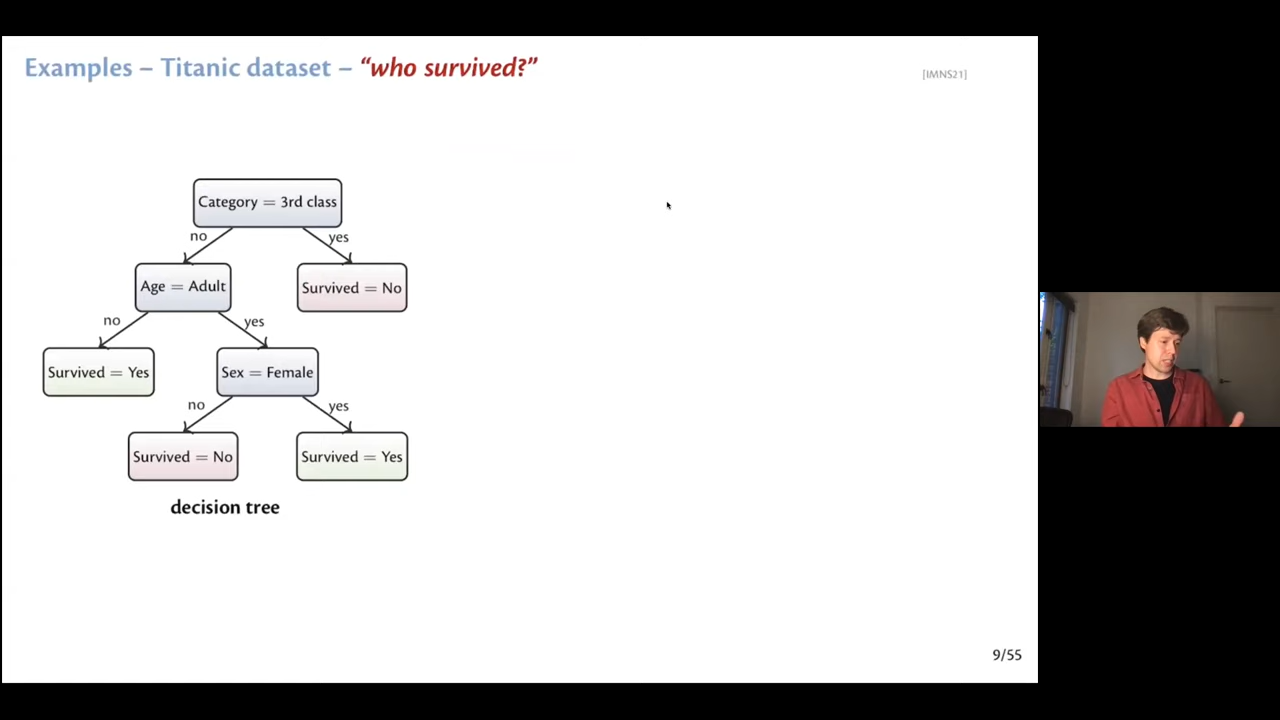 Examples – Titanic dataset – “who survived?”
[IMNS21]
Category = 3rd class
no
yes
Age = Adult
Survived = No
no
yes
Survived = Yes
Sex = Female
no
yes
Survived = No
Survived = Yes
decision tree
9/55